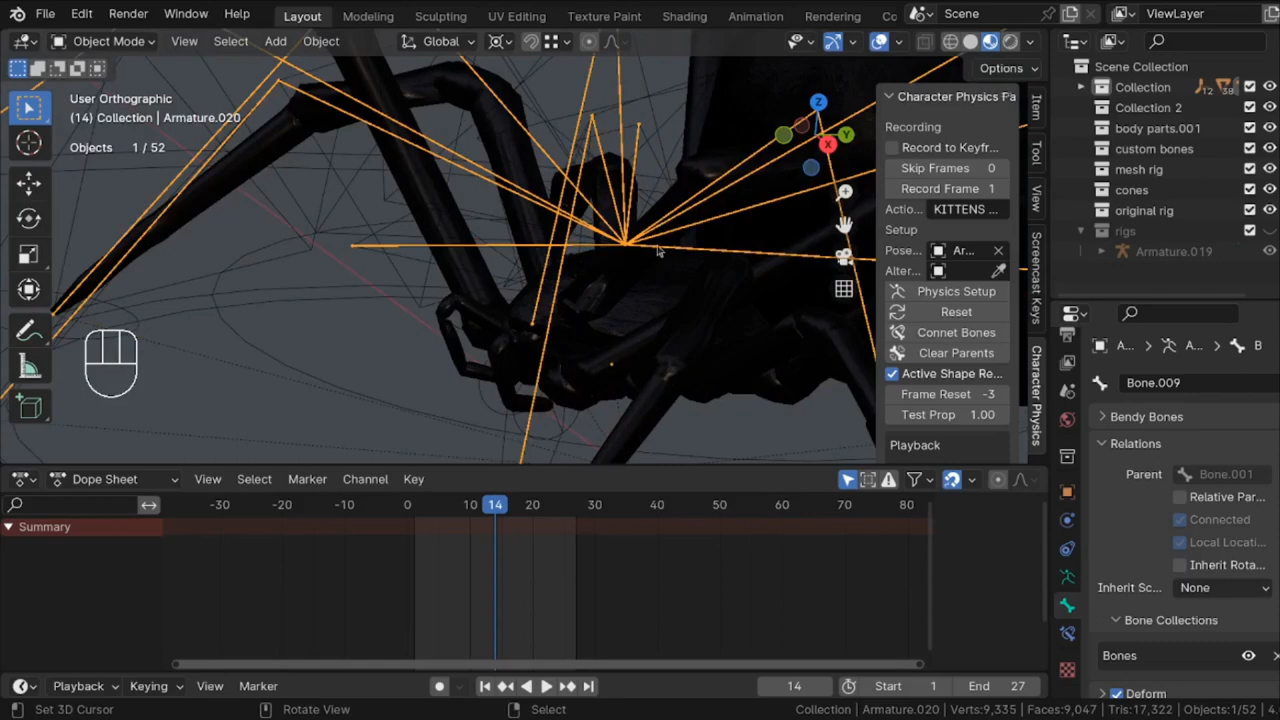 File Edit Render Window Help Layout Modeling Sculpting UV Editing Texture Paint Shading Animation Rendering Co Scene ViewLayer
Object Mode View Select Add Object Global
Options
User Orthographic
(14) Collection | Armature.020
Objects 1 / 52
Z
Y
X
Character Physics Pa
Recording
Record to Keyfr...
Skip Frames 0
Record Frame 1
Actio... KITTENS ...
Setup
Pose... Ar...
Alter...
Physics Setup
Reset
Connet Bones
Clear Parents
Active Shape Re...
Frame Reset -3
Test Prop 1.00
Playback
Item
Tool
View
Screencast Keys
Character Physics
Scene Collection
Collection 12 38
Collection 2
body parts.001
custom bones
mesh rig
cones
original rig
rigs
Armature.019
A... A... B
Bone.009
Bendy Bones
Relations
Parent Bone.001
Relative Par...
Connected
Local Locati...
Inherit Rota...
Inherit Sc... None
Bone Collections
Bones
Deform
Dope Sheet View Select Marker Channel Key
-30 -20 -10 0 10 14 20 30 40 50 60 70 80
Summary
Playback Keying View Marker 14 Start 1 End 27
Set 3D Cursor Rotate View Select Collection | Armature.020 | Verts:9,335 | Faces:9,047 | Tris:17,322 | Objects:1/52 | 4.